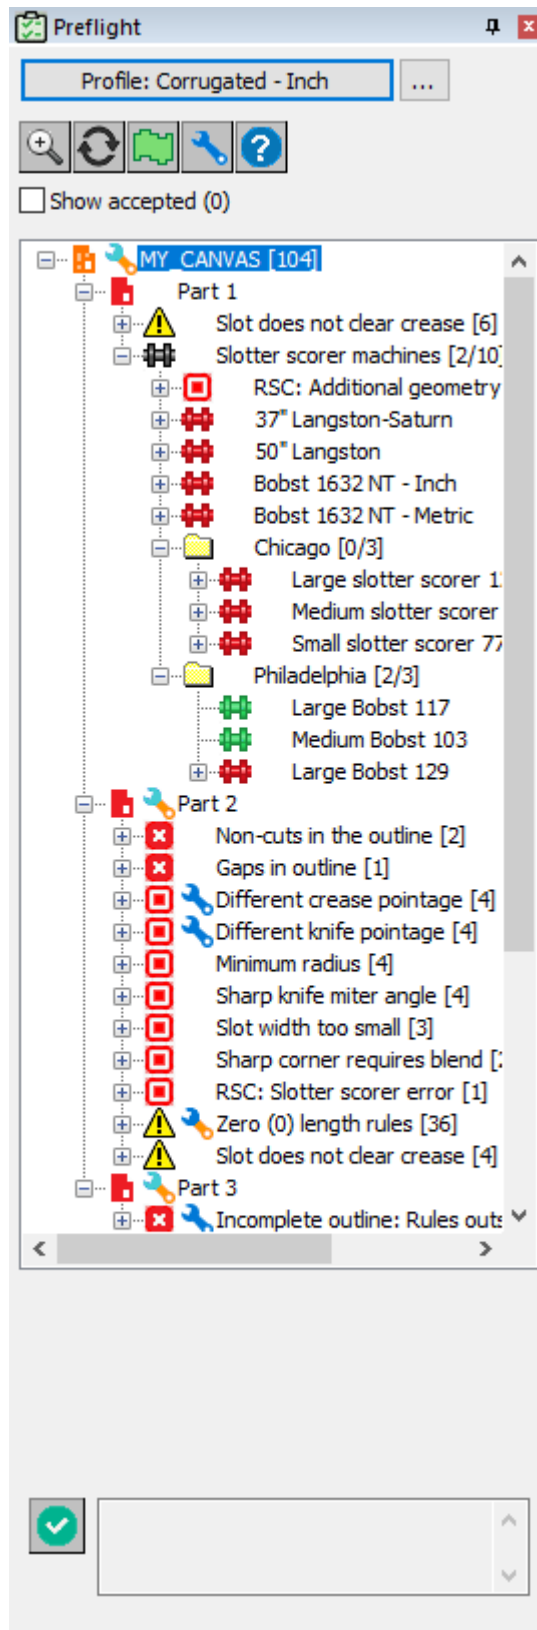 Preflight
Profile: Corrugated - Inch ...
Show accepted (0)
MY_CANVAS [104]
Part 1
Slot does not clear crease [6]
Slotter scorer machines [2/10]
RSC: Additional geometry
37" Langston-Saturn
50" Langston
Bobst 1632 NT - Inch
Bobst 1632 NT - Metric
Chicago [0/3]
Large slotter scorer
Medium slotter scorer
Small slotter scorer 77
Philadelphia [2/3]
Large Bobst 117
Medium Bobst 103
Large Bobst 129
Part 2
Non-cuts in the outline [2]
Gaps in outline [1]
Different crease pointage [4]
Different knife pointage [4]
Minimum radius [4]
Sharp knife miter angle [4]
Slot width too small [3]
Sharp corner requires blend
RSC: Slotter scorer error [1]
Zero (0) length rules [36]
Slot does not clear crease [4]
Part 3
Incomplete outline: Rules outs